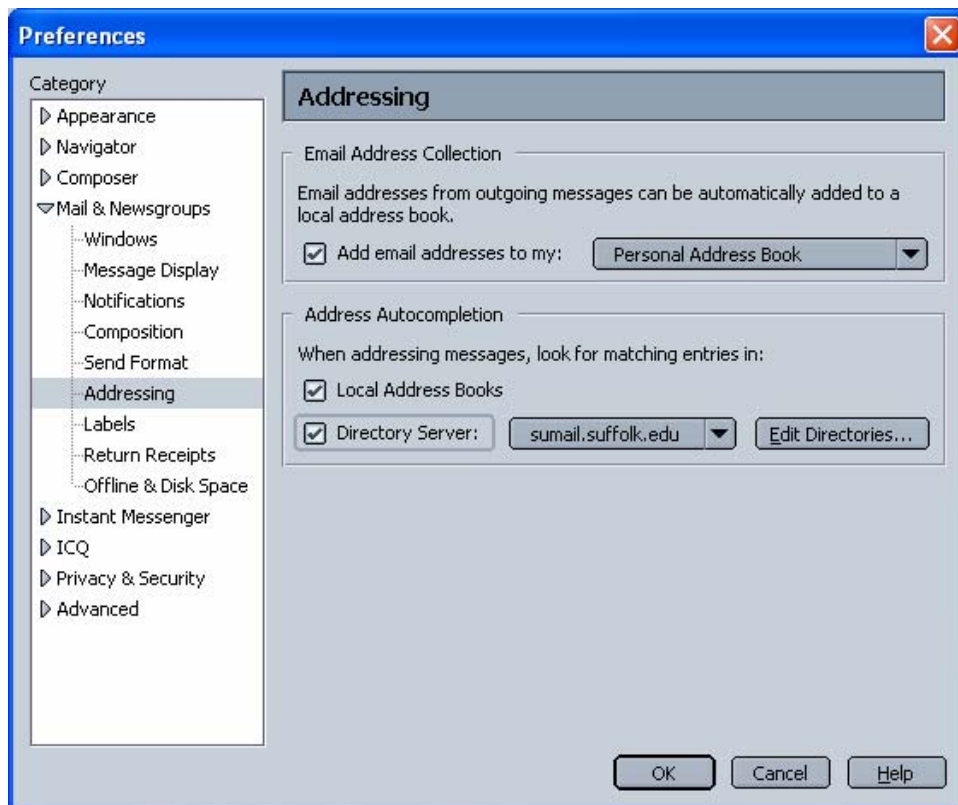 Preferences
Category
Appearance
Navigator
Composer
Mail & Newsgroups
Windows
Message Display
Notifications
Composition
Send Format
Addressing
Labels
Return Receipts
Offline & Disk Space
Instant Messenger
ICQ
Privacy & Security
Advanced
Addressing
Email Address Collection
Email addresses from outgoing messages can be automatically added to a
local address book.
Add email addresses to my: Personal Address Book
Address Autocompletion
When addressing messages, look for matching entries in:
Local Address Books
Directory Server: sumail.suffolk.edu Edit Directories...
OK Cancel Help